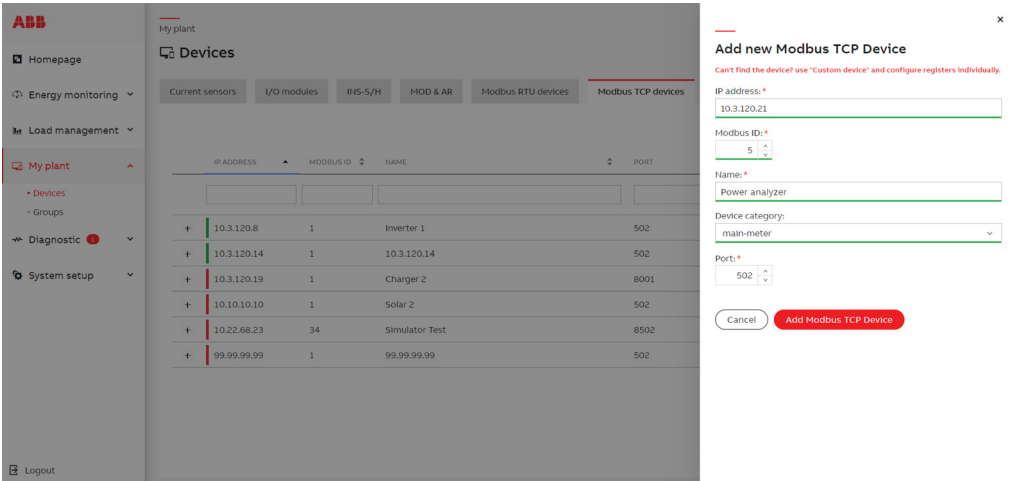 ABB
Homepage
Energy monitoring
Load management
My plant
• Devices
- Groups
Diagnostic 1
System setup
Logout
My plant
Devices
Current sensors I/O modules INS-S/H MOD & AR Modbus RTU devices Modbus TCP devices
IP ADDRESS MODBUS ID NAME PORT
+ 10.3.120.8 1 Inverter 1 502
+ 10.3.120.14 1 10.3.120.14 502
+ 10.3.120.19 1 Charger 2 8001
+ 10.10.10.10 1 Solar 2 502
+ 10.22.68.23 34 Simulator Test 8502
+ 99.99.99.99 1 99.99.99.99 502
×
Add new Modbus TCP Device
Can't find the device? use "Custom device" and configure registers individually.
IP address: *
10.3.120.21
Modbus ID: *
5
Name: *
Power analyzer
Device category:
main-meter
Port: *
502
Cancel Add Modbus TCP Device